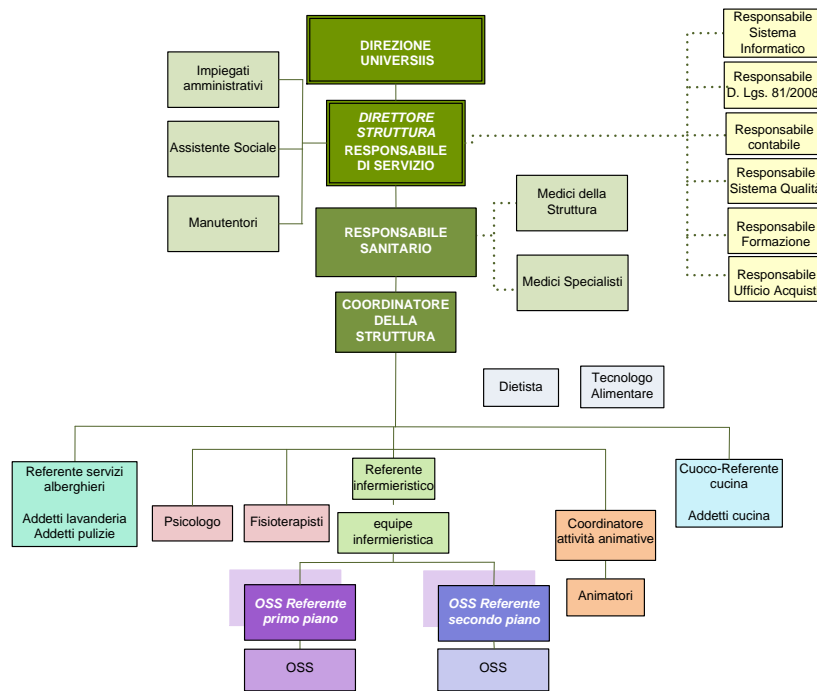 DIREZIONE
UNIVERSIIS
Impiegati
amministrativi
DIRETTORE
STRUTTURA
RESPONSABILE
DI SERVIZIO
Assistente Sociale
Manutentori
Responsabile
Sistema
Informatico
Responsabile
D. Lgs. 81/2008
Responsabile
contabile
Responsabile
Sistema Qualità
Responsabile
Formazione
Responsabile
Ufficio Acquisti
RESPONSABILE
SANITARIO
Medici della
Struttura
Medici Specialisti
COORDINATORE
DELLA
STRUTTURA
Dietista
Tecnologo
Alimentare
Referente servizi
alberghieri
Addetti lavanderia
Addetti pulizie
Psicologo
Fisioterapisti
Referente
infermieristico
equipe
infermieristica
Coordinatore
attività animative
Animatori
Cuoco-Referente
cucina
Addetti cucina
OSS Referente
primo piano
OSS
OSS Referente
secondo piano
OSS